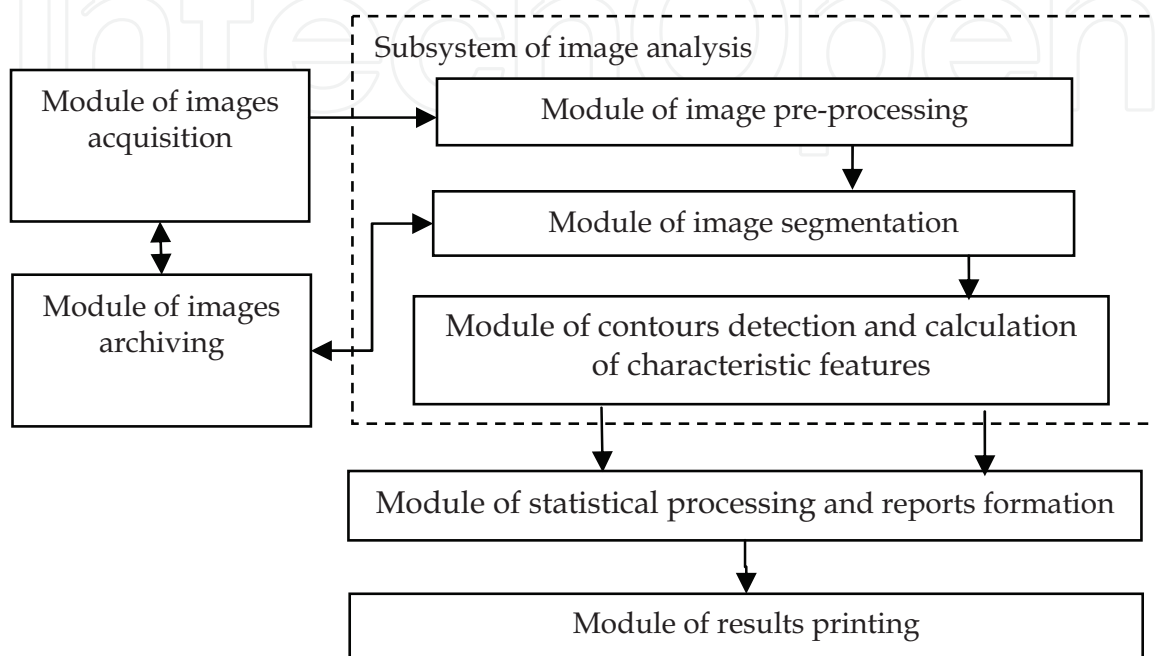 IntechOpen
Subsystem of image analysis
Module of images
acquisition
Module of image pre-processing
Module of image segmentation
Module of images
archiving
Module of contours detection and calculation
of characteristic features
Module of statistical processing and reports formation
Module of results printing